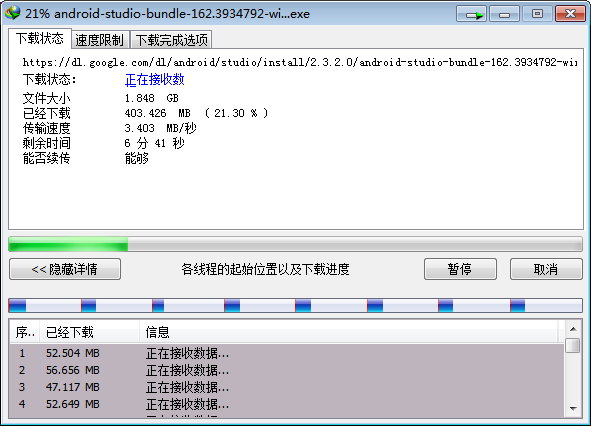 21% android-studio-bundle-162.3934792-wi...exe
下载状态 速度限制 下载完成选项
https://dl.google.com/dl/android/studio/install/2.3.2.0/android-studio-bundle-162.3934792-wi
下载状态: 正在接收数
文件大小 1.848 GB
已经下载 403.426 MB ( 21.30 % )
传输速度 3.403 MB/秒
剩余时间 6 分 41 秒
能否续传 能够
<< 隐藏详情 各线程的起始位置以及下载进度 暂停 取消
序.. 已经下载 信息
1 52.504 MB 正在接收数据...
2 56.656 MB 正在接收数据...
3 47.117 MB 正在接收数据...
4 52.649 MB 正在接收数据...